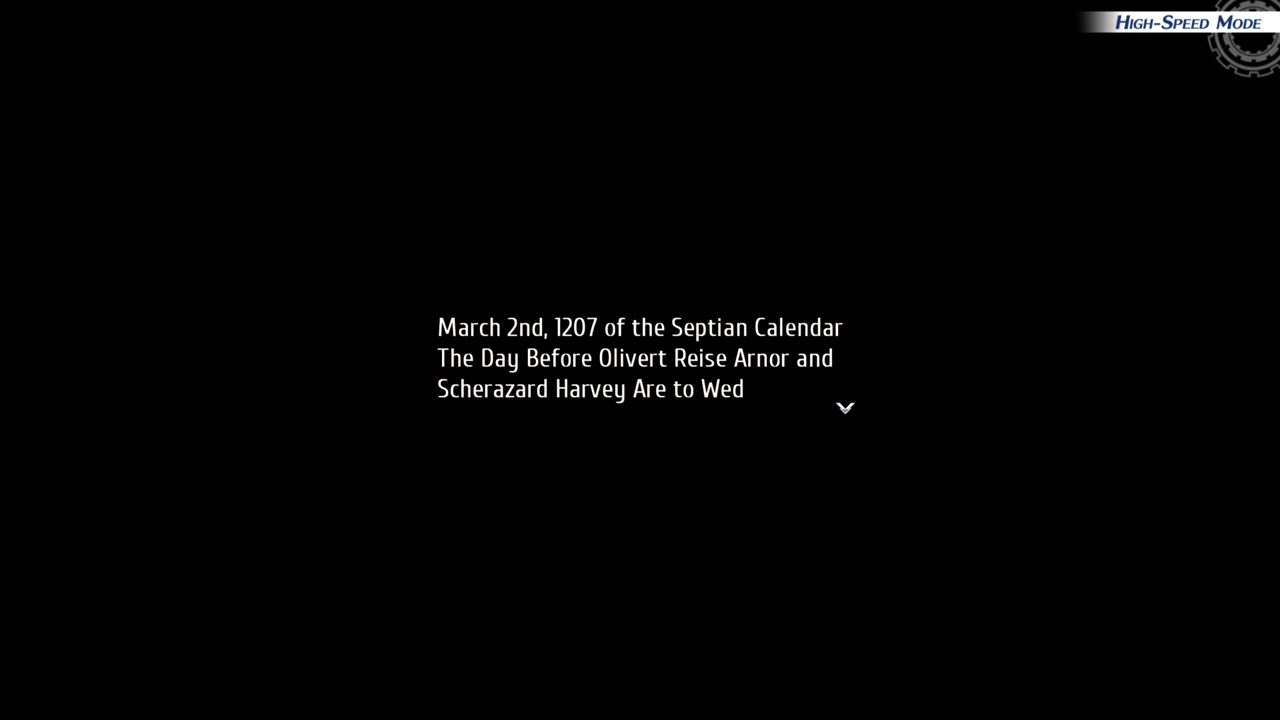 High-Speed Mode
March 2nd, 1207 of the Septian Calendar
The Day Before Olivert Reise Arnor and
Scherazard Harvey Are to Wed